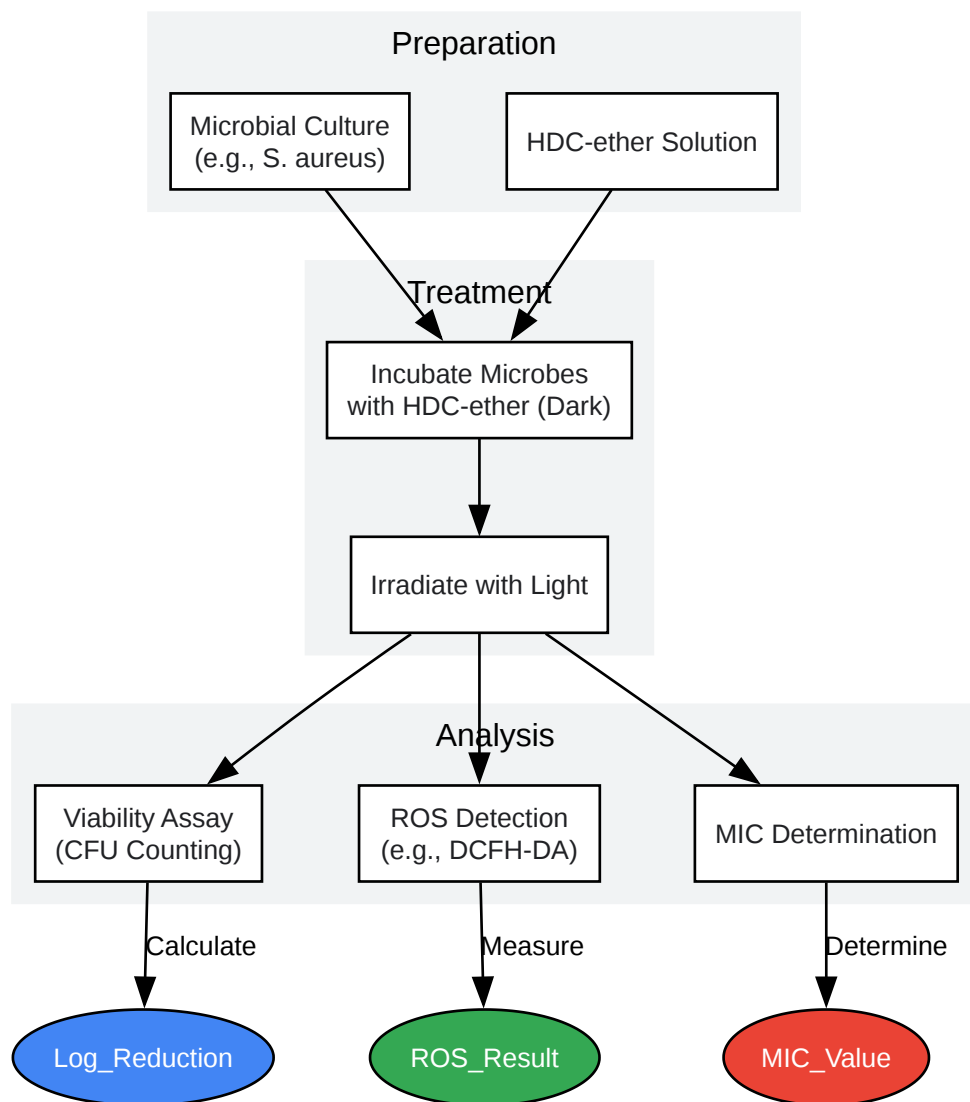 Preparation
Microbial Culture
(e.g., S. aureus)
HDC-ether Solution
Treatment
Incubate Microbes
with HDC-ether (Dark)
Irradiate with Light
Analysis
Viability Assay
(CFU Counting)
ROS Detection
(e.g., DCFH-DA)
MIC Determination
Calculate
Measure
Determine
Log_Reduction
ROS_Result
MIC_Value